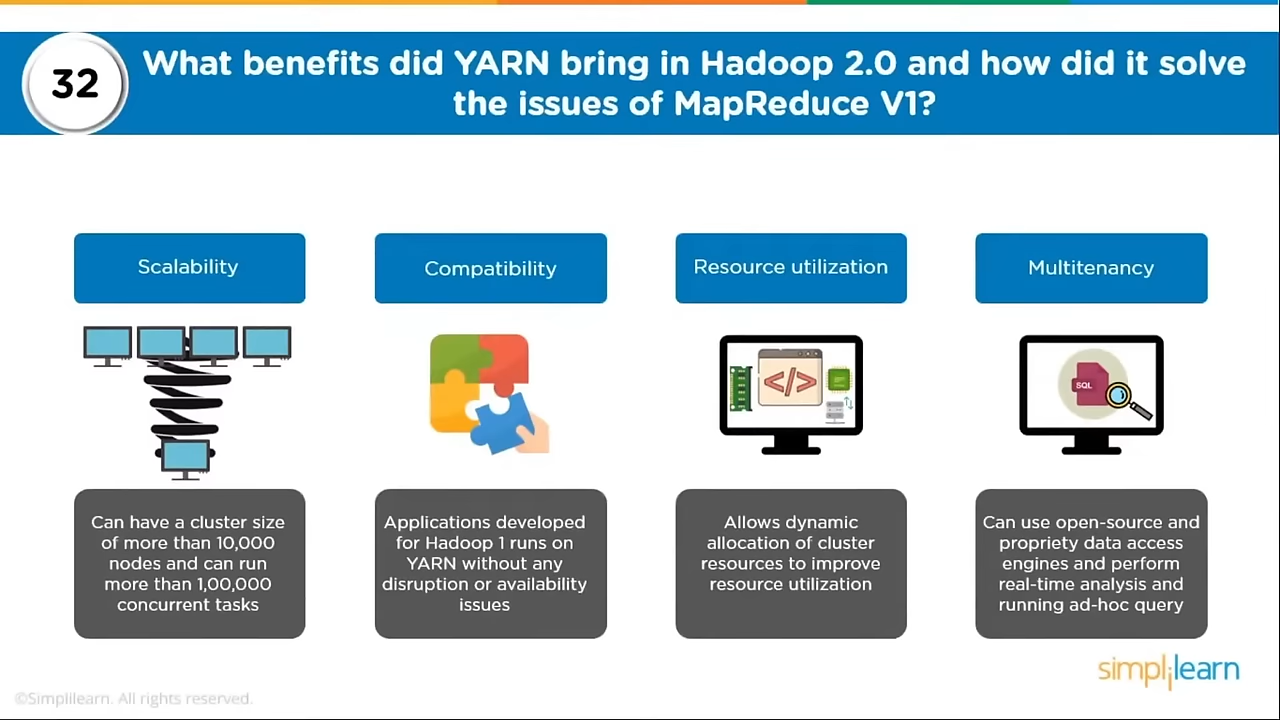 32
What benefits did YARN bring in Hadoop 2.0 and how did it solve
the issues of MapReduce V1?
Scalability
Compatibility
Resource utilization
Multitenancy
</>
SQL
Can have a cluster size
of more than 10,000
nodes and can run
more than 1,00,000
concurrent tasks
Applications developed
for Hadoop 1 runs on
YARN without any
disruption or availability
issues
Allows dynamic
allocation of cluster
resources to improve
resource utilization
Can use open-source and
propriety data access
engines and perform
real-time analysis and
running ad-hoc query
simplilearn
©Simplilearn. All rights reserved.